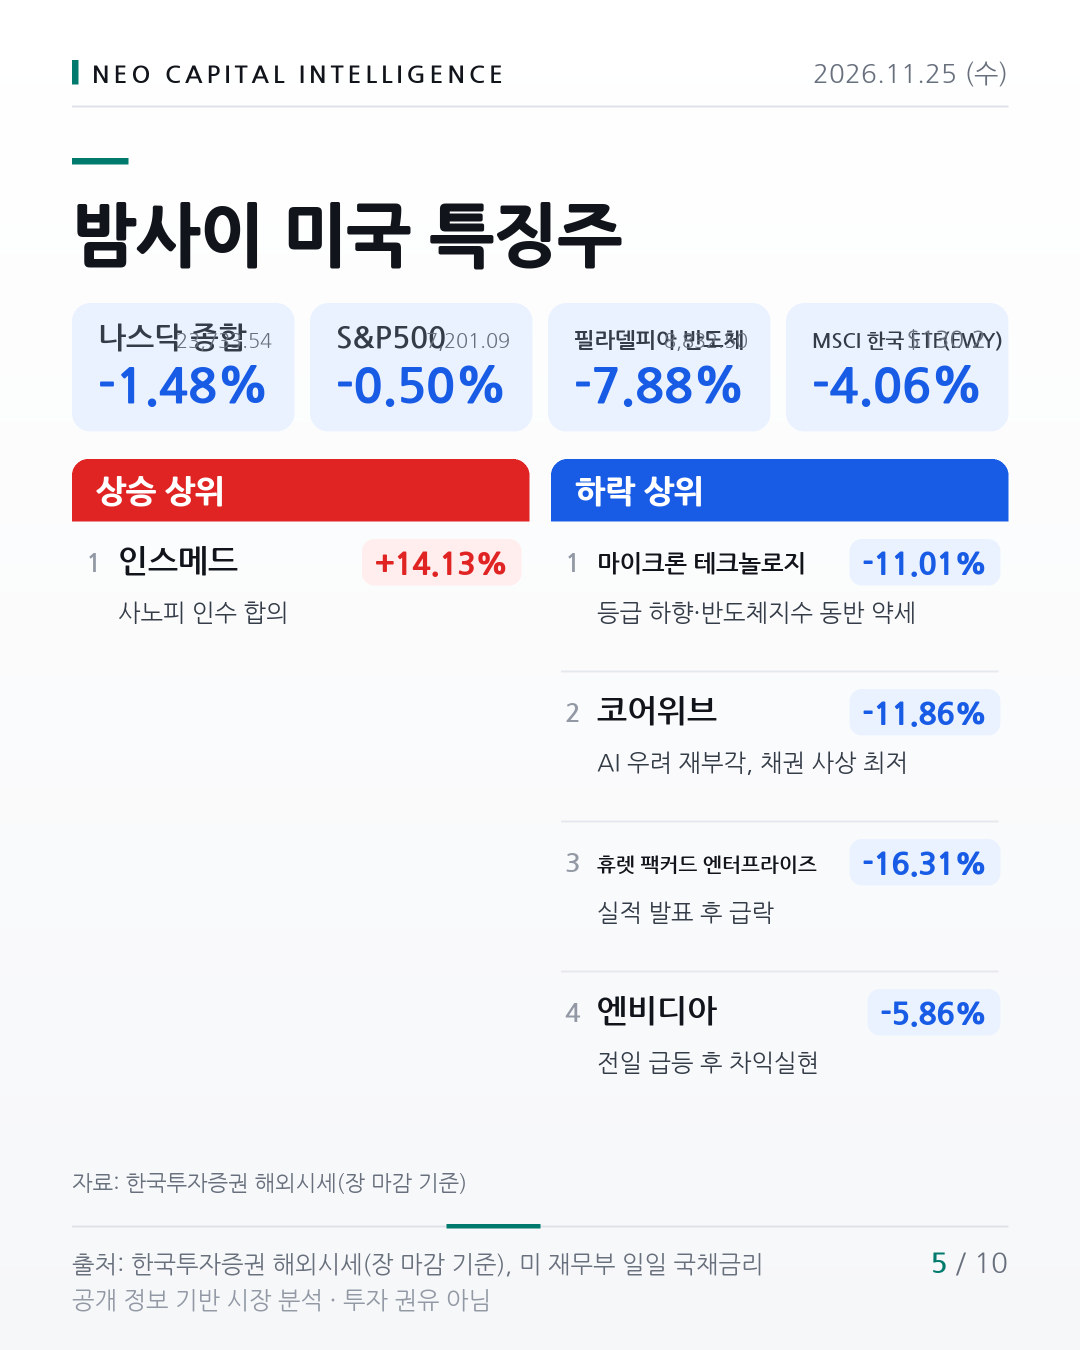 NEO CAPITAL INTELLIGENCE
2026.11.25 (수)
밤사이 미국 특징주
나스닥 종합
-1.48%
S&P500 7,201.09
-0.50%
필라델피아 반도체
-7.88%
MSCI 한국 ETF(EWY)
-4.06%
상승 상위
1 인스메드 +14.13%
사노피 인수 합의
하락 상위
1 마이크론 테크놀로지 -11.01%
등급 하향·반도체지수 동반 약세
2 코어위브 -11.86%
AI 우려 재부각, 채권 사상 최저
3 휴렛 팩커드 엔터프라이즈 -16.31%
실적 발표 후 급락
4 엔비디아 -5.86%
전일 급등 후 차익실현
자료: 한국투자증권 해외시세(장 마감 기준)
출처: 한국투자증권 해외시세(장 마감 기준), 미 재무부 일일 국채금리
공개 정보 기반 시장 분석 · 투자 권유 아님
5 / 10